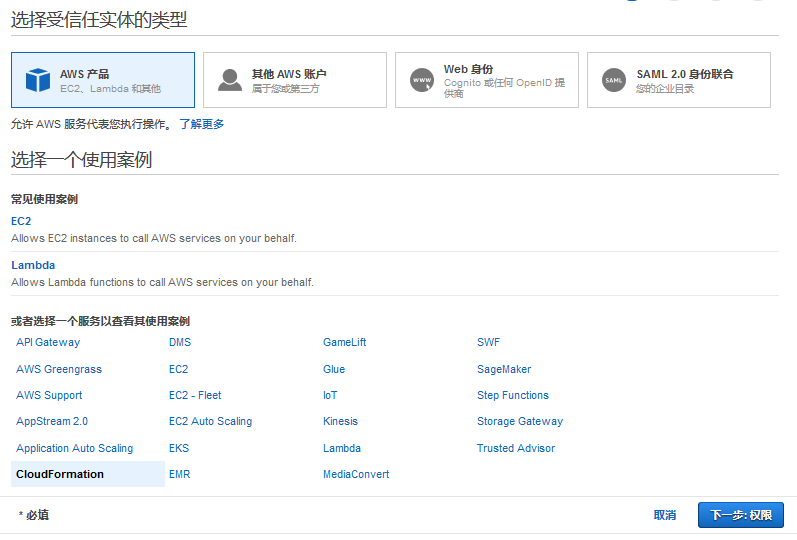 选择受信任实体的类型
AWS 产品
EC2、Lambda 和其他
其他 AWS 账户
属于您或第三方
WWW
Web 身份
Cognito 或任何 OpenID 提
供商
SAML
SAML 2.0 身份联合
您的企业目录
允许 AWS 服务代表您执行操作。 了解更多
选择一个使用案例
常见使用案例
EC2
Allows EC2 instances to call AWS services on your behalf.
Lambda
Allows Lambda functions to call AWS services on your behalf.
或者选择一个服务以查看其使用案例
API Gateway DMS GameLift SWF
AWS Greengrass EC2 Glue SageMaker
AWS Support EC2 - Fleet IoT Step Functions
AppStream 2.0 EC2 Auto Scaling Kinesis Storage Gateway
Application Auto Scaling EKS Lambda Trusted Advisor
CloudFormation EMR MediaConvert
* 必填 取消 下一步: 权限